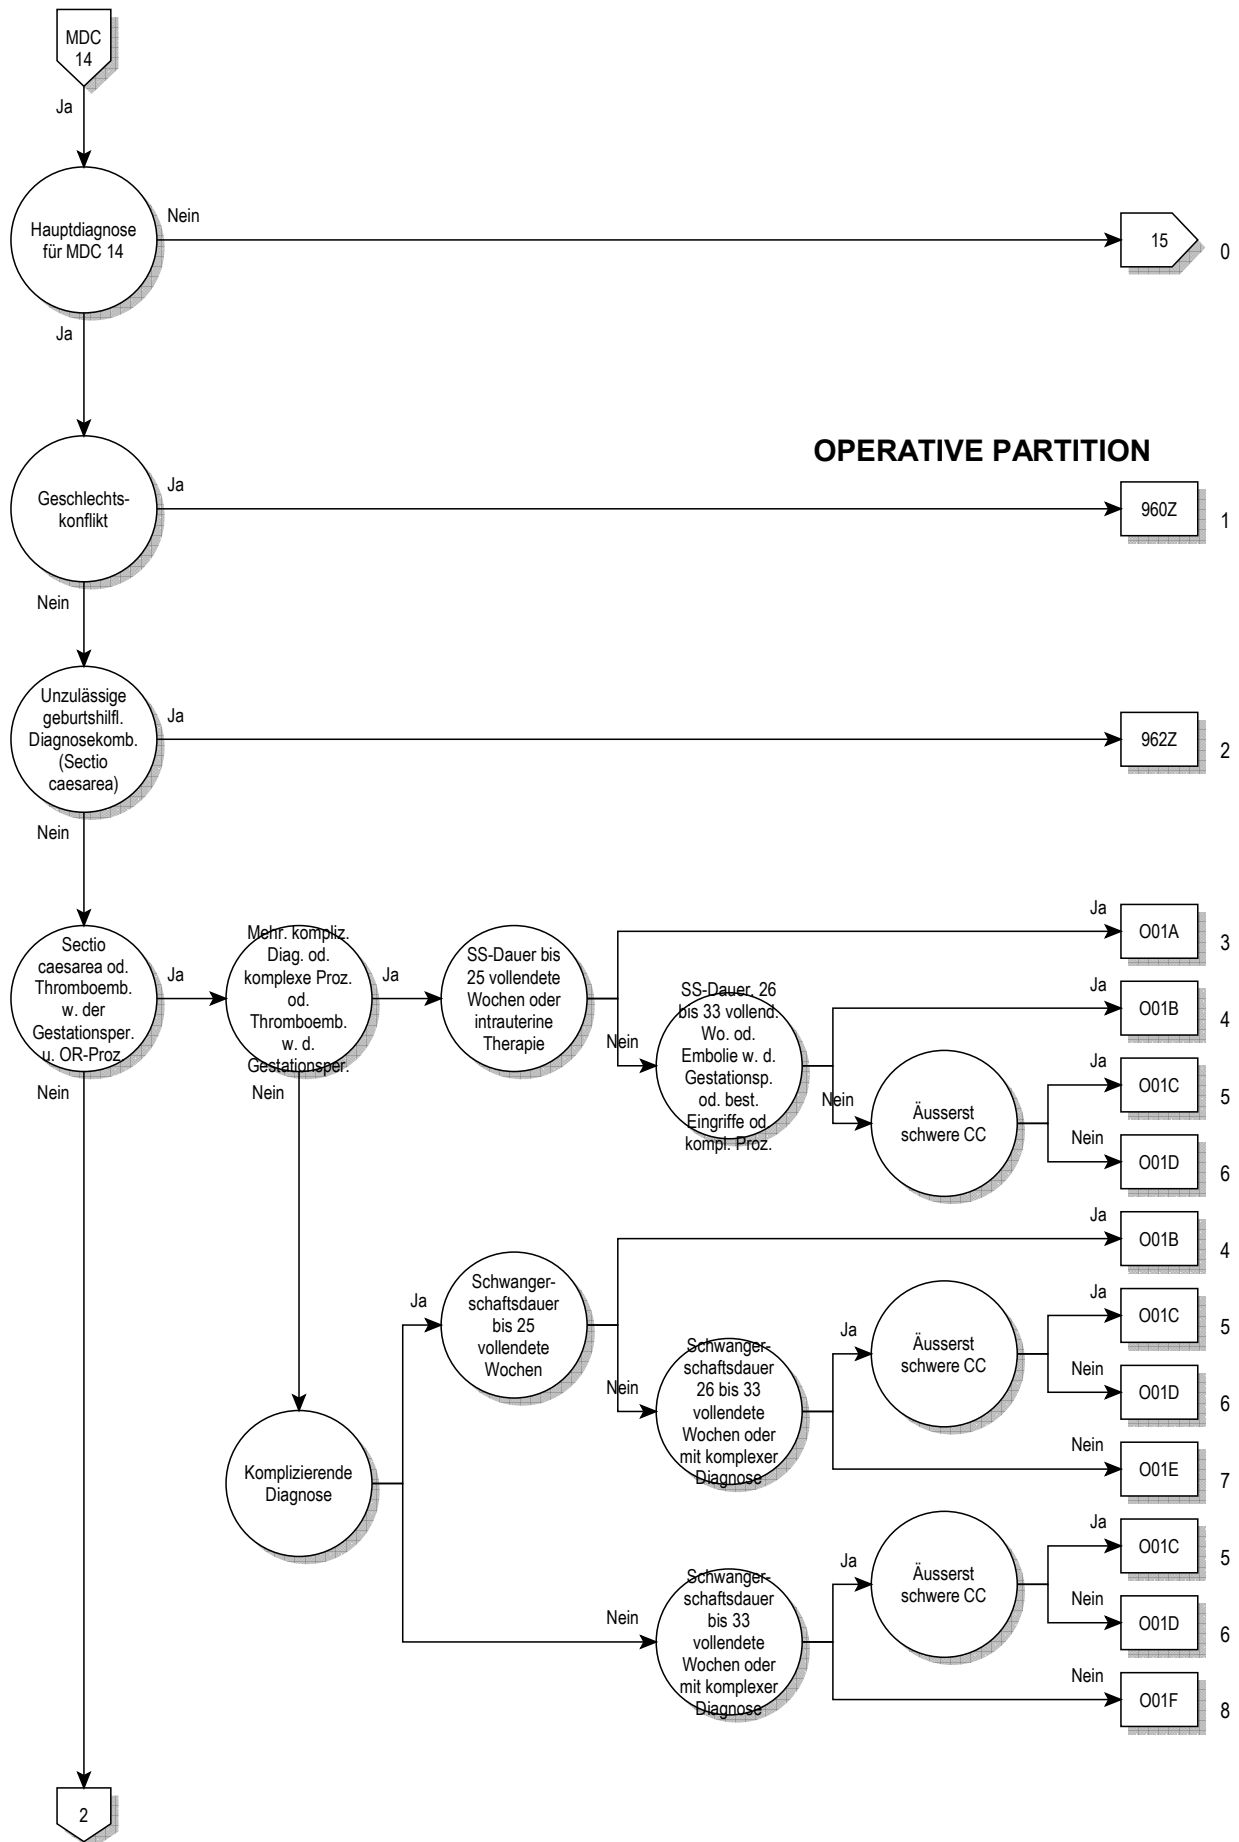 MDC
14
Ja
Hauptdiagnose
für MDC 14
Nein
15
0
Ja
OPERATIVE PARTITION
Geschlechts-
konflikt
Ja
960Z
1
Nein
Unzulässige
geburtshilfl.
Diagnosekomb.
(Sectio
caesarea)
Ja
962Z
2
Nein
Sectio
caesarea od.
Thromboemb.
w. der
Gestationsper.
u. OR-Proz.
Ja
Mehr. kompliz.
Diag. od.
komplexe Proz.
od.
Thromboemb.
w. d.
Gestationsper.
Ja
SS-Dauer bis
25 vollendete
Wochen oder
intrauterine
Therapie
Ja
O01A
3
Nein
SS-Dauer. 26
bis 33 vollend.
Wo. od.
Embolie w. d.
Gestationsp.
od. best.
Eingriffe od.
kompl. Proz.
Ja
O01B
4
Nein
Äusserst
schwere CC
Ja
O01C
5
Nein
O01D
6
Nein
Nein
Komplizierende
Diagnose
Ja
Schwanger-
schaftsdauer
bis 25
vollendete
Wochen
Ja
O01B
4
Nein
Schwanger-
schaftsdauer
26 bis 33
vollendete
Wochen oder
mit komplexer
Diagnose
Ja
Äusserst
schwere CC
Ja
O01C
5
Nein
O01D
6
Nein
O01E
7
Nein
Schwanger-
schaftsdauer
bis 33
vollendete
Wochen oder
mit komplexer
Diagnose
Ja
Äusserst
schwere CC
Ja
O01C
5
Nein
O01D
6
Nein
O01F
8
2